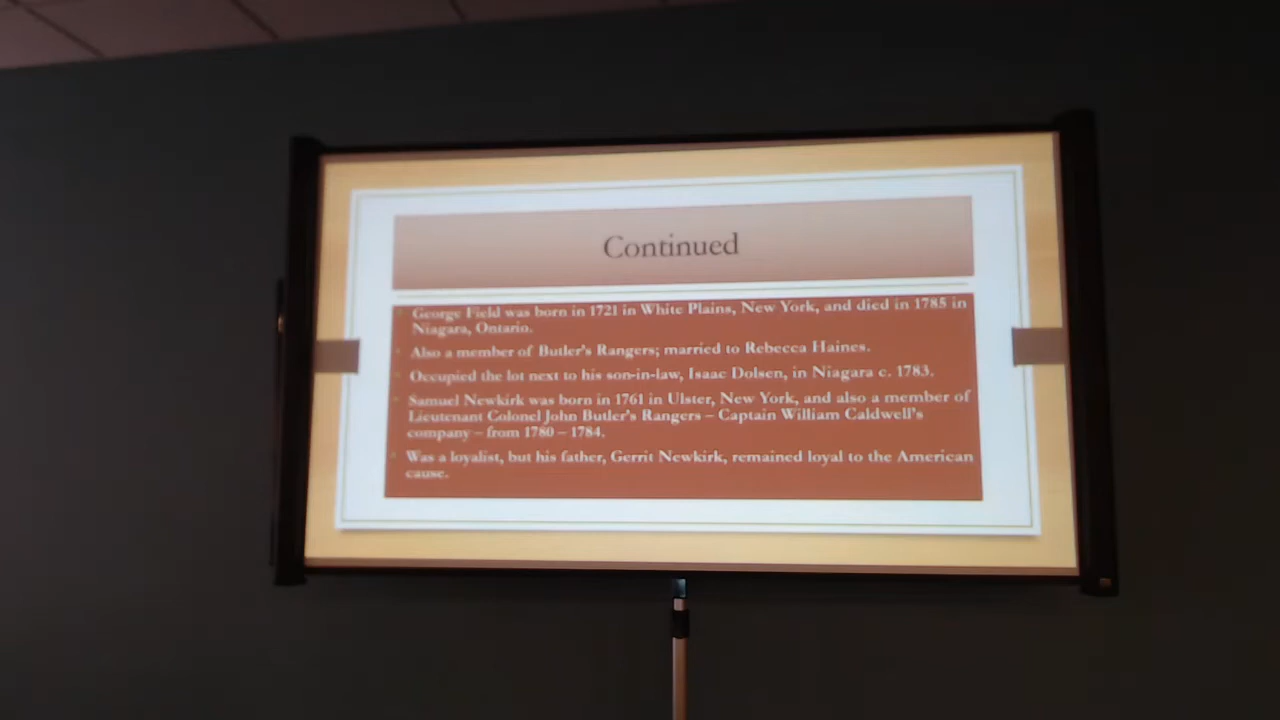 Continued
George Field was born in 1721 in White Plains, New York, and died in 1785 in
Niagara, Ontario.
Also a member of Butler's Rangers; married to Rebecca Haines.
Occupied the lot next to his son-in-law, Isaac Dolsen, in Niagara c. 1783.
Samuel Newkirk was born in 1761 in Ulster, New York, and also a member of
Lieutenant Colonel John Butler's Rangers – Captain William Caldwell's
company – from 1780 – 1784.
Was a loyalist, but his father, Gerrit Newkirk, remained loyal to the American
cause.